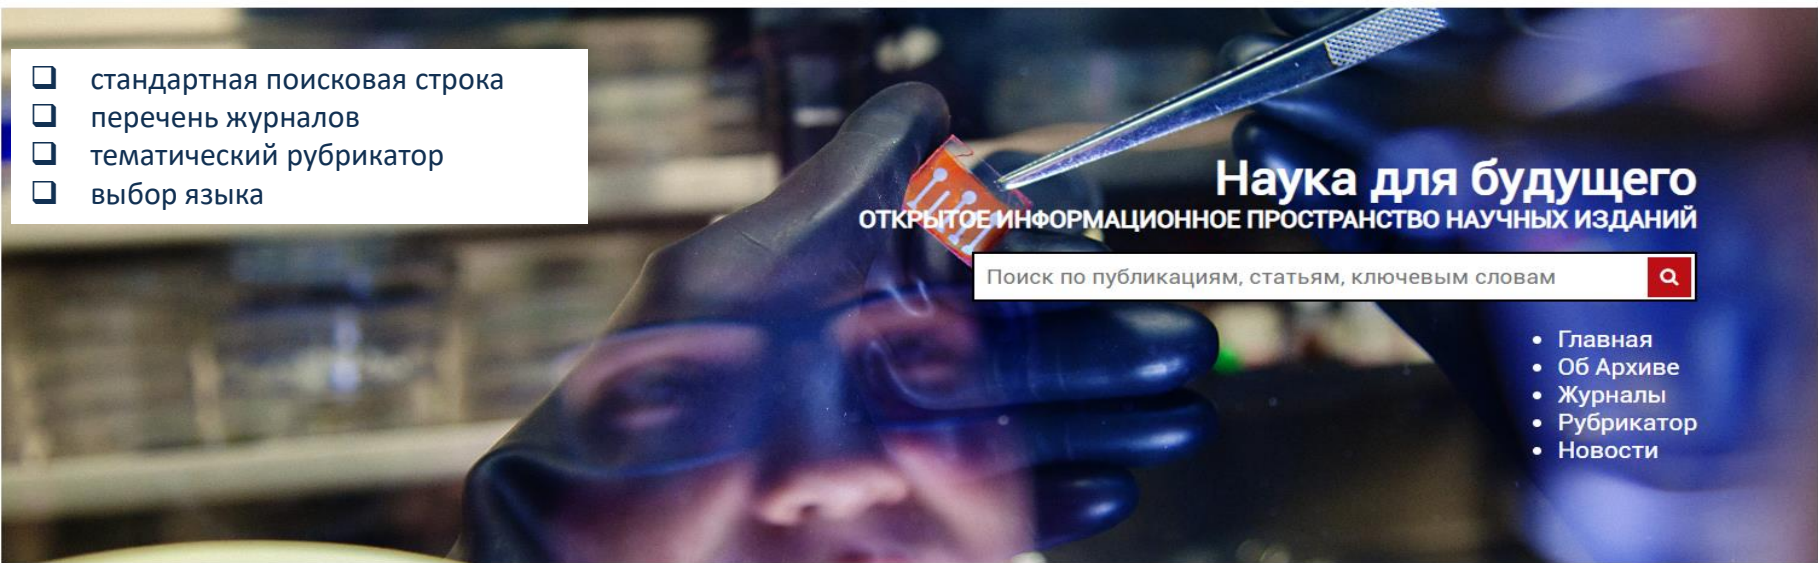 стандартная поисковая строка
перечень журналов
тематический рубрикатор
выбор языка
Наука для будущего
ОТКРЫТОЕ ИНФОРМАЦИОННОЕ ПРОСТРАНСТВО НАУЧНЫХ ИЗДАНИЙ
Поиск по публикациям, статьям, ключевым словам
Главная
Об Архиве
Журналы
Рубрикатор
Новости